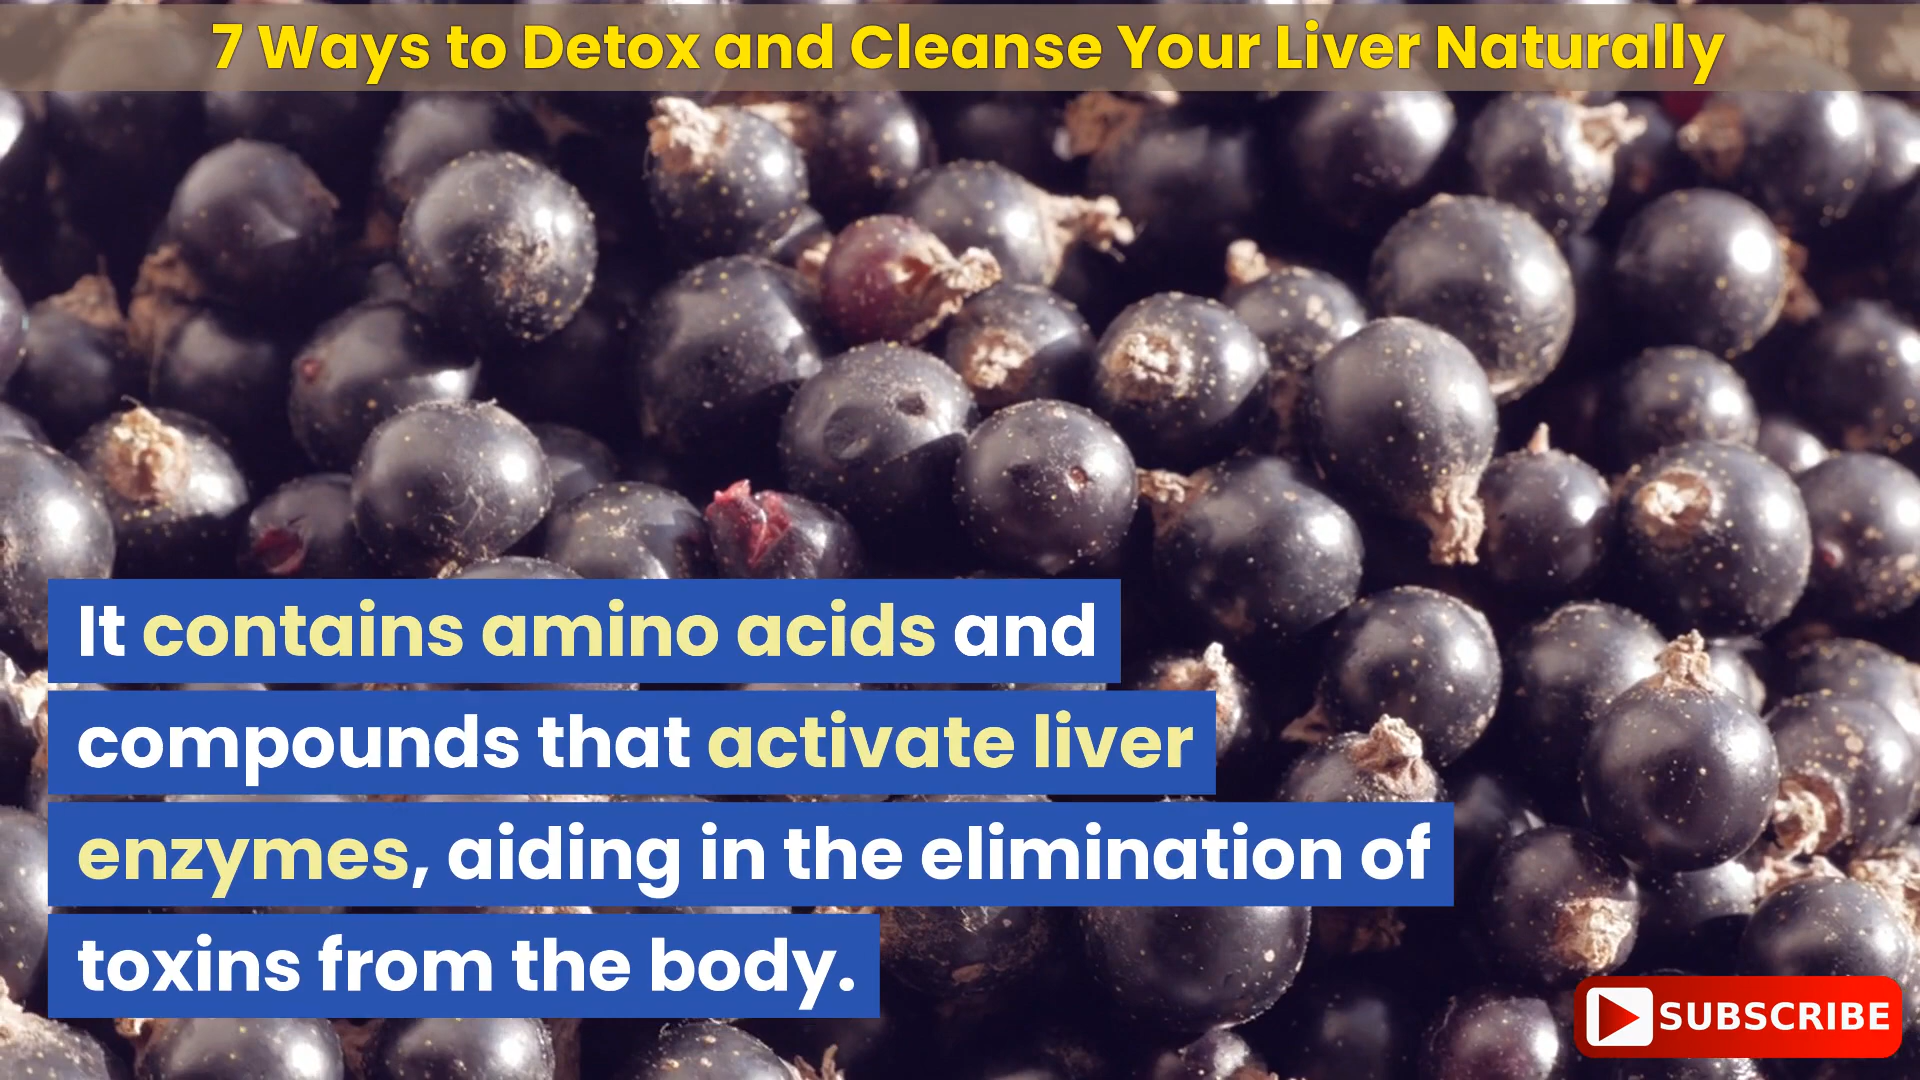 7 Ways to Detox and Cleanse Your Liver Naturally
It contains amino acids and
compounds that activate liver
enzymes, aiding in the elimination of
toxins from the body.
SUBSCRIBE